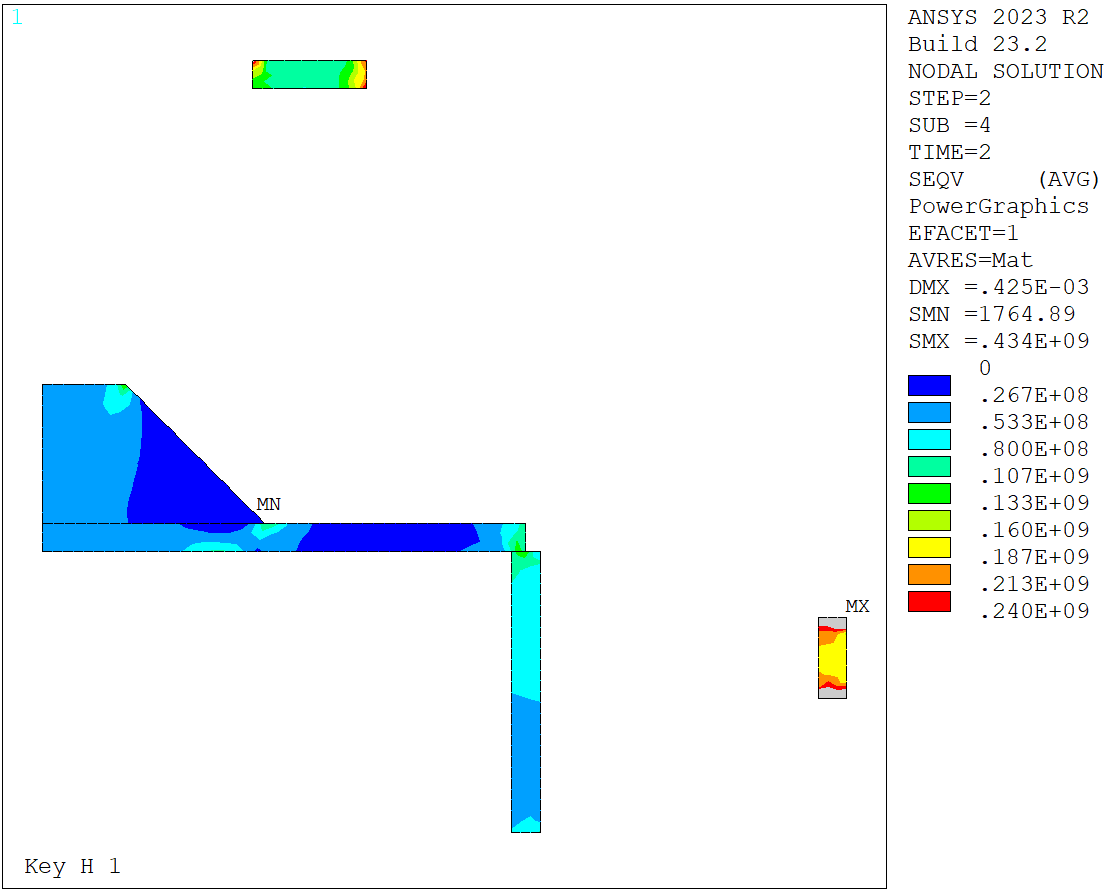 1
ANSYS 2023 R2
Build 23.2
NODAL SOLUTION
STEP=2
SUB =4
TIME=2
SEQV (AVG)
PowerGraphics
EFACET=1
AVRES=Mat
DMX =.425E-03
SMN =1764.89
SMX =.434E+09
0
.267E+08
.533E+08
.800E+08
.107E+09
.133E+09
.160E+09
.187E+09
.213E+09
.240E+09
MN
MX
Key H 1